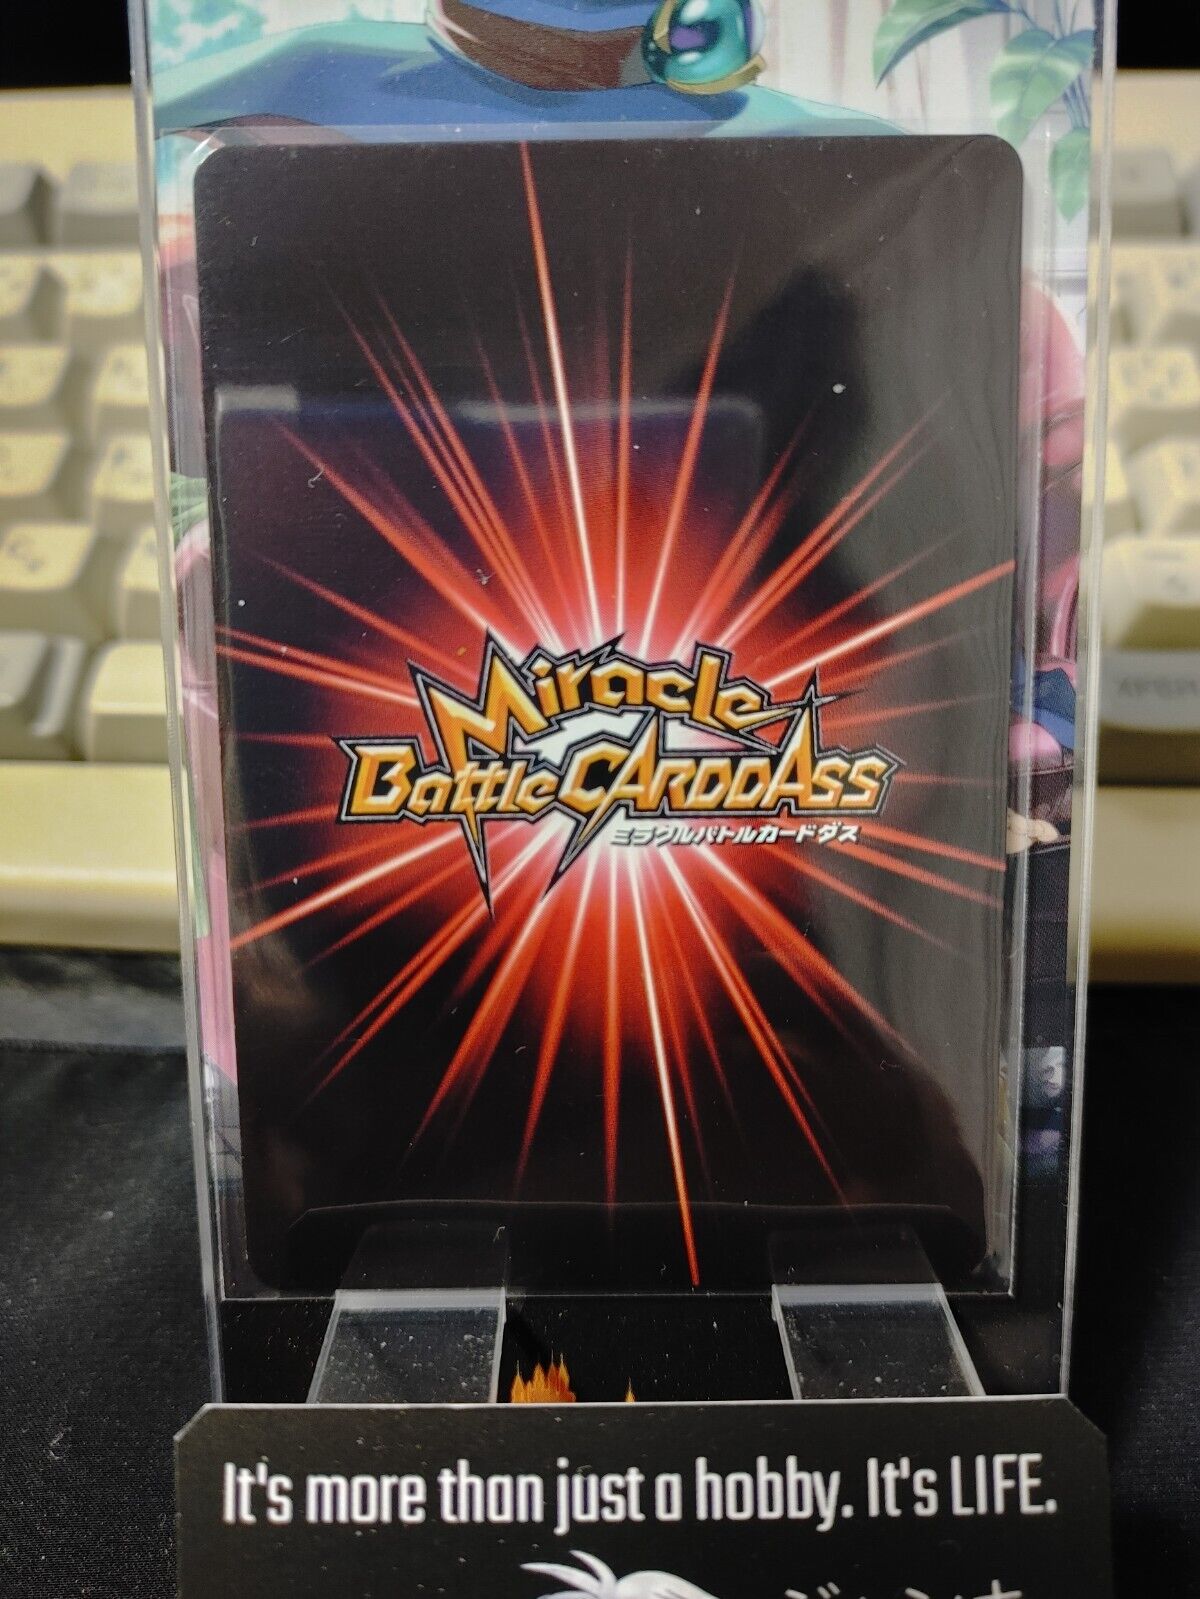 Miracle
Battle CARDDASS
ミラクルバトルカードダス
It's more than just a hobby. It's LIFE.